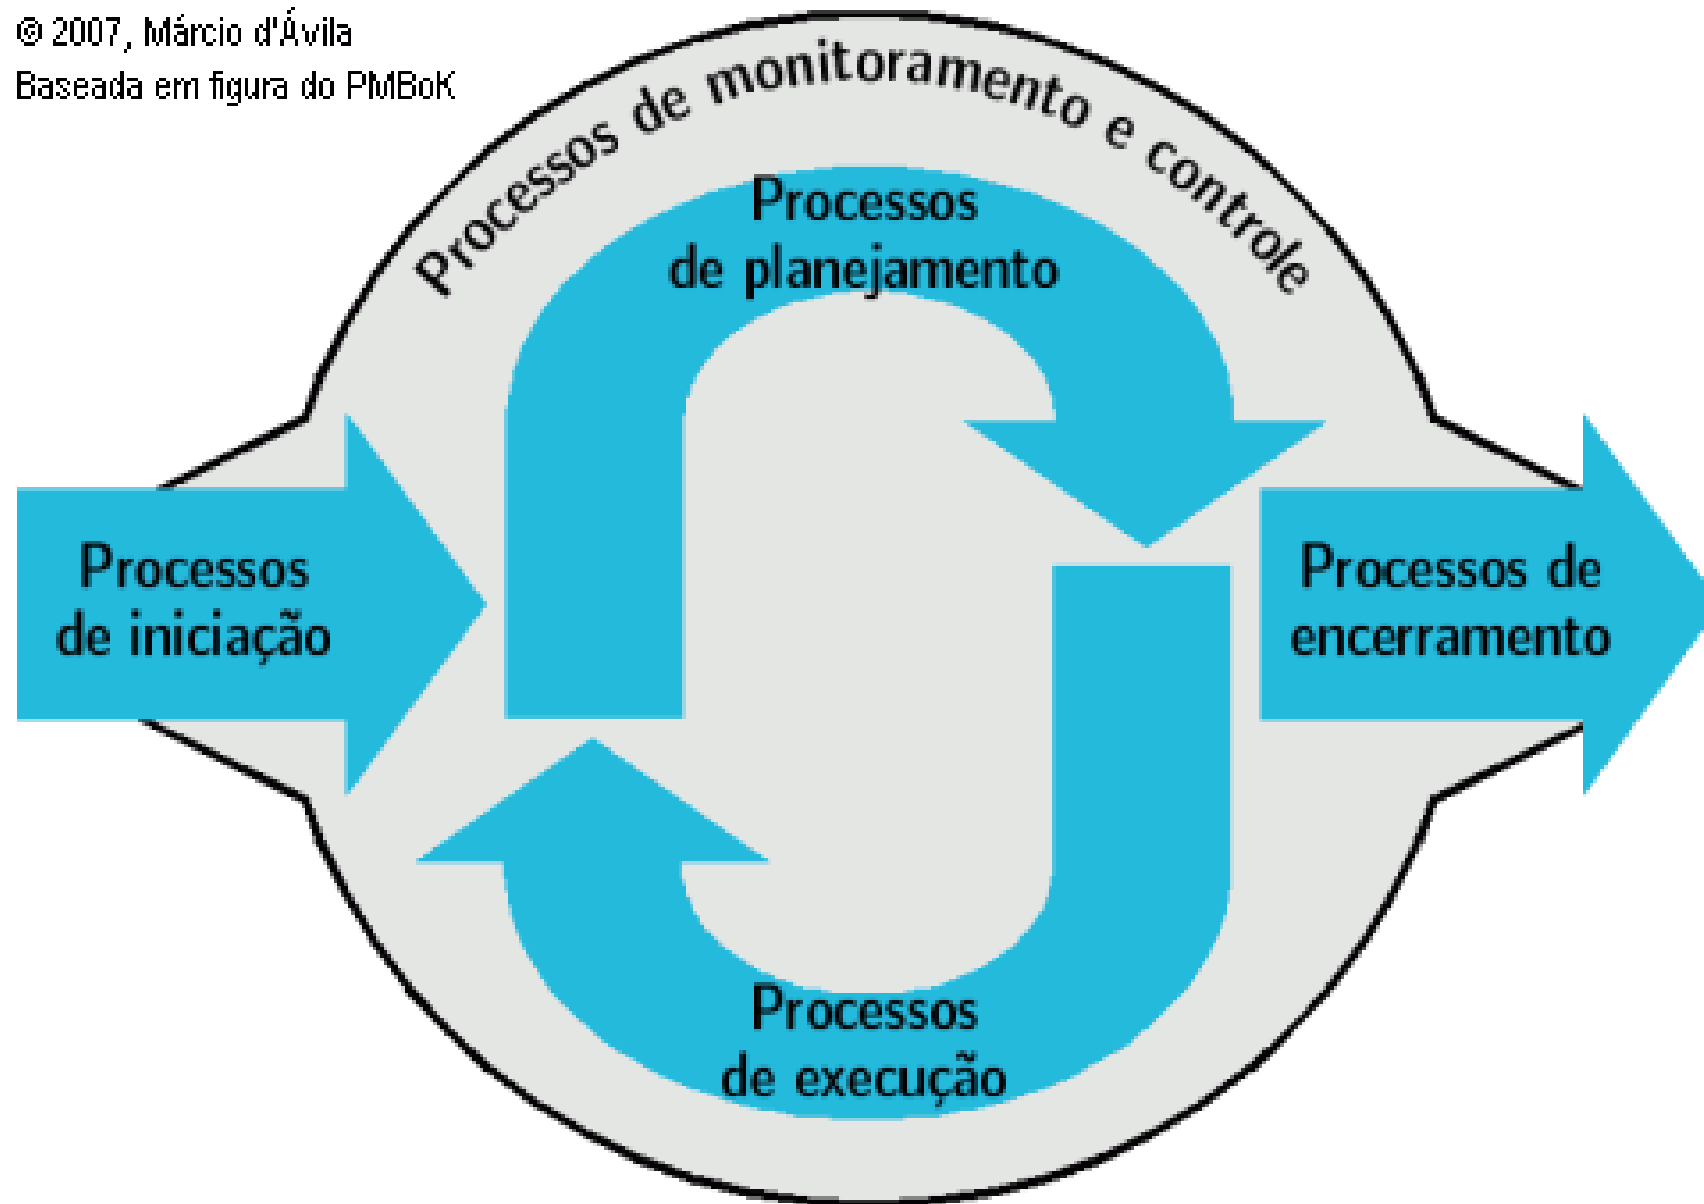 © 2007, Márcio d'Ávila
Baseada em figura do PMBoK
Processos de monitoramento e controle
Processos
de planejamento
Processos
de iniciação
Processos de
encerramento
Processos
de execução